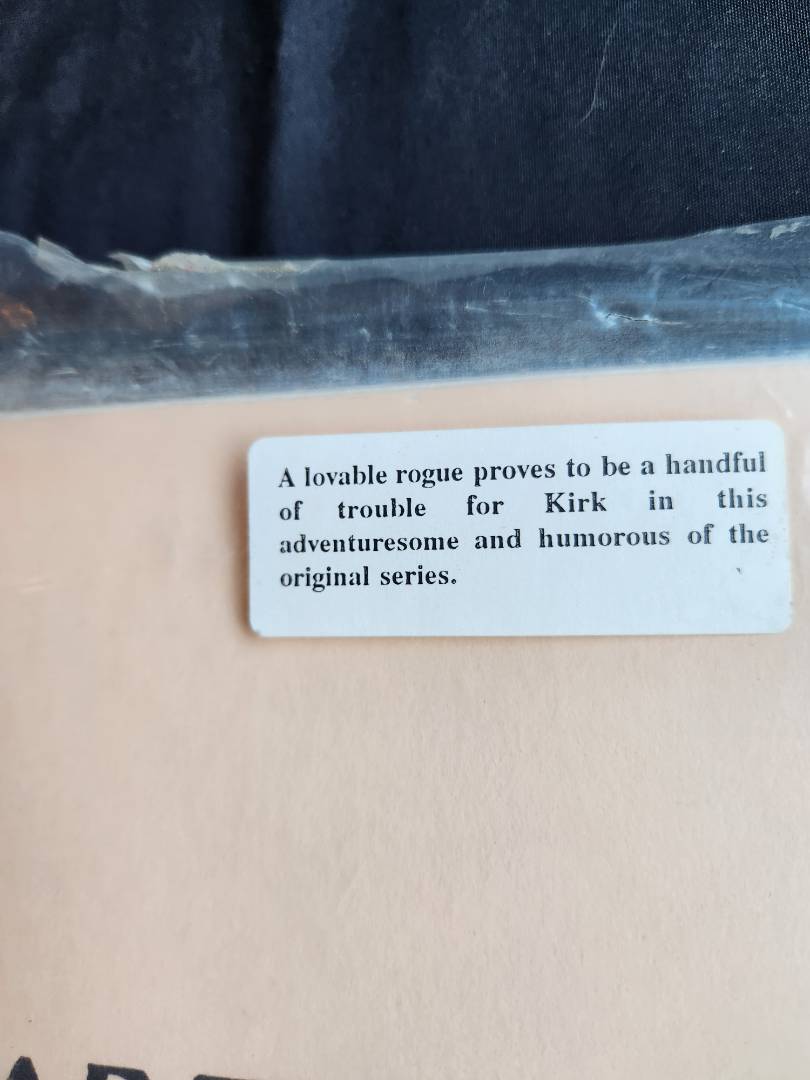 A lovable rogue proves to be a handful
of trouble for Kirk in this
adventuresome and humorous of the
original series.